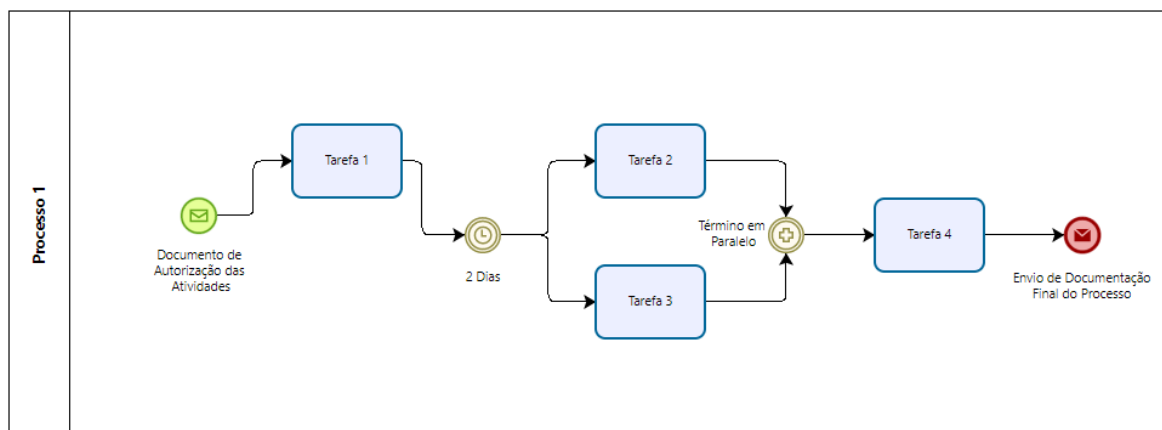 Processo 1
Documento de
Autorização das
Atividades
Tarefa 1
2 Dias
Tarefa 2
Tarefa 3
Término em
Paralelo
Tarefa 4
Envio de Documentação
Final do Processo